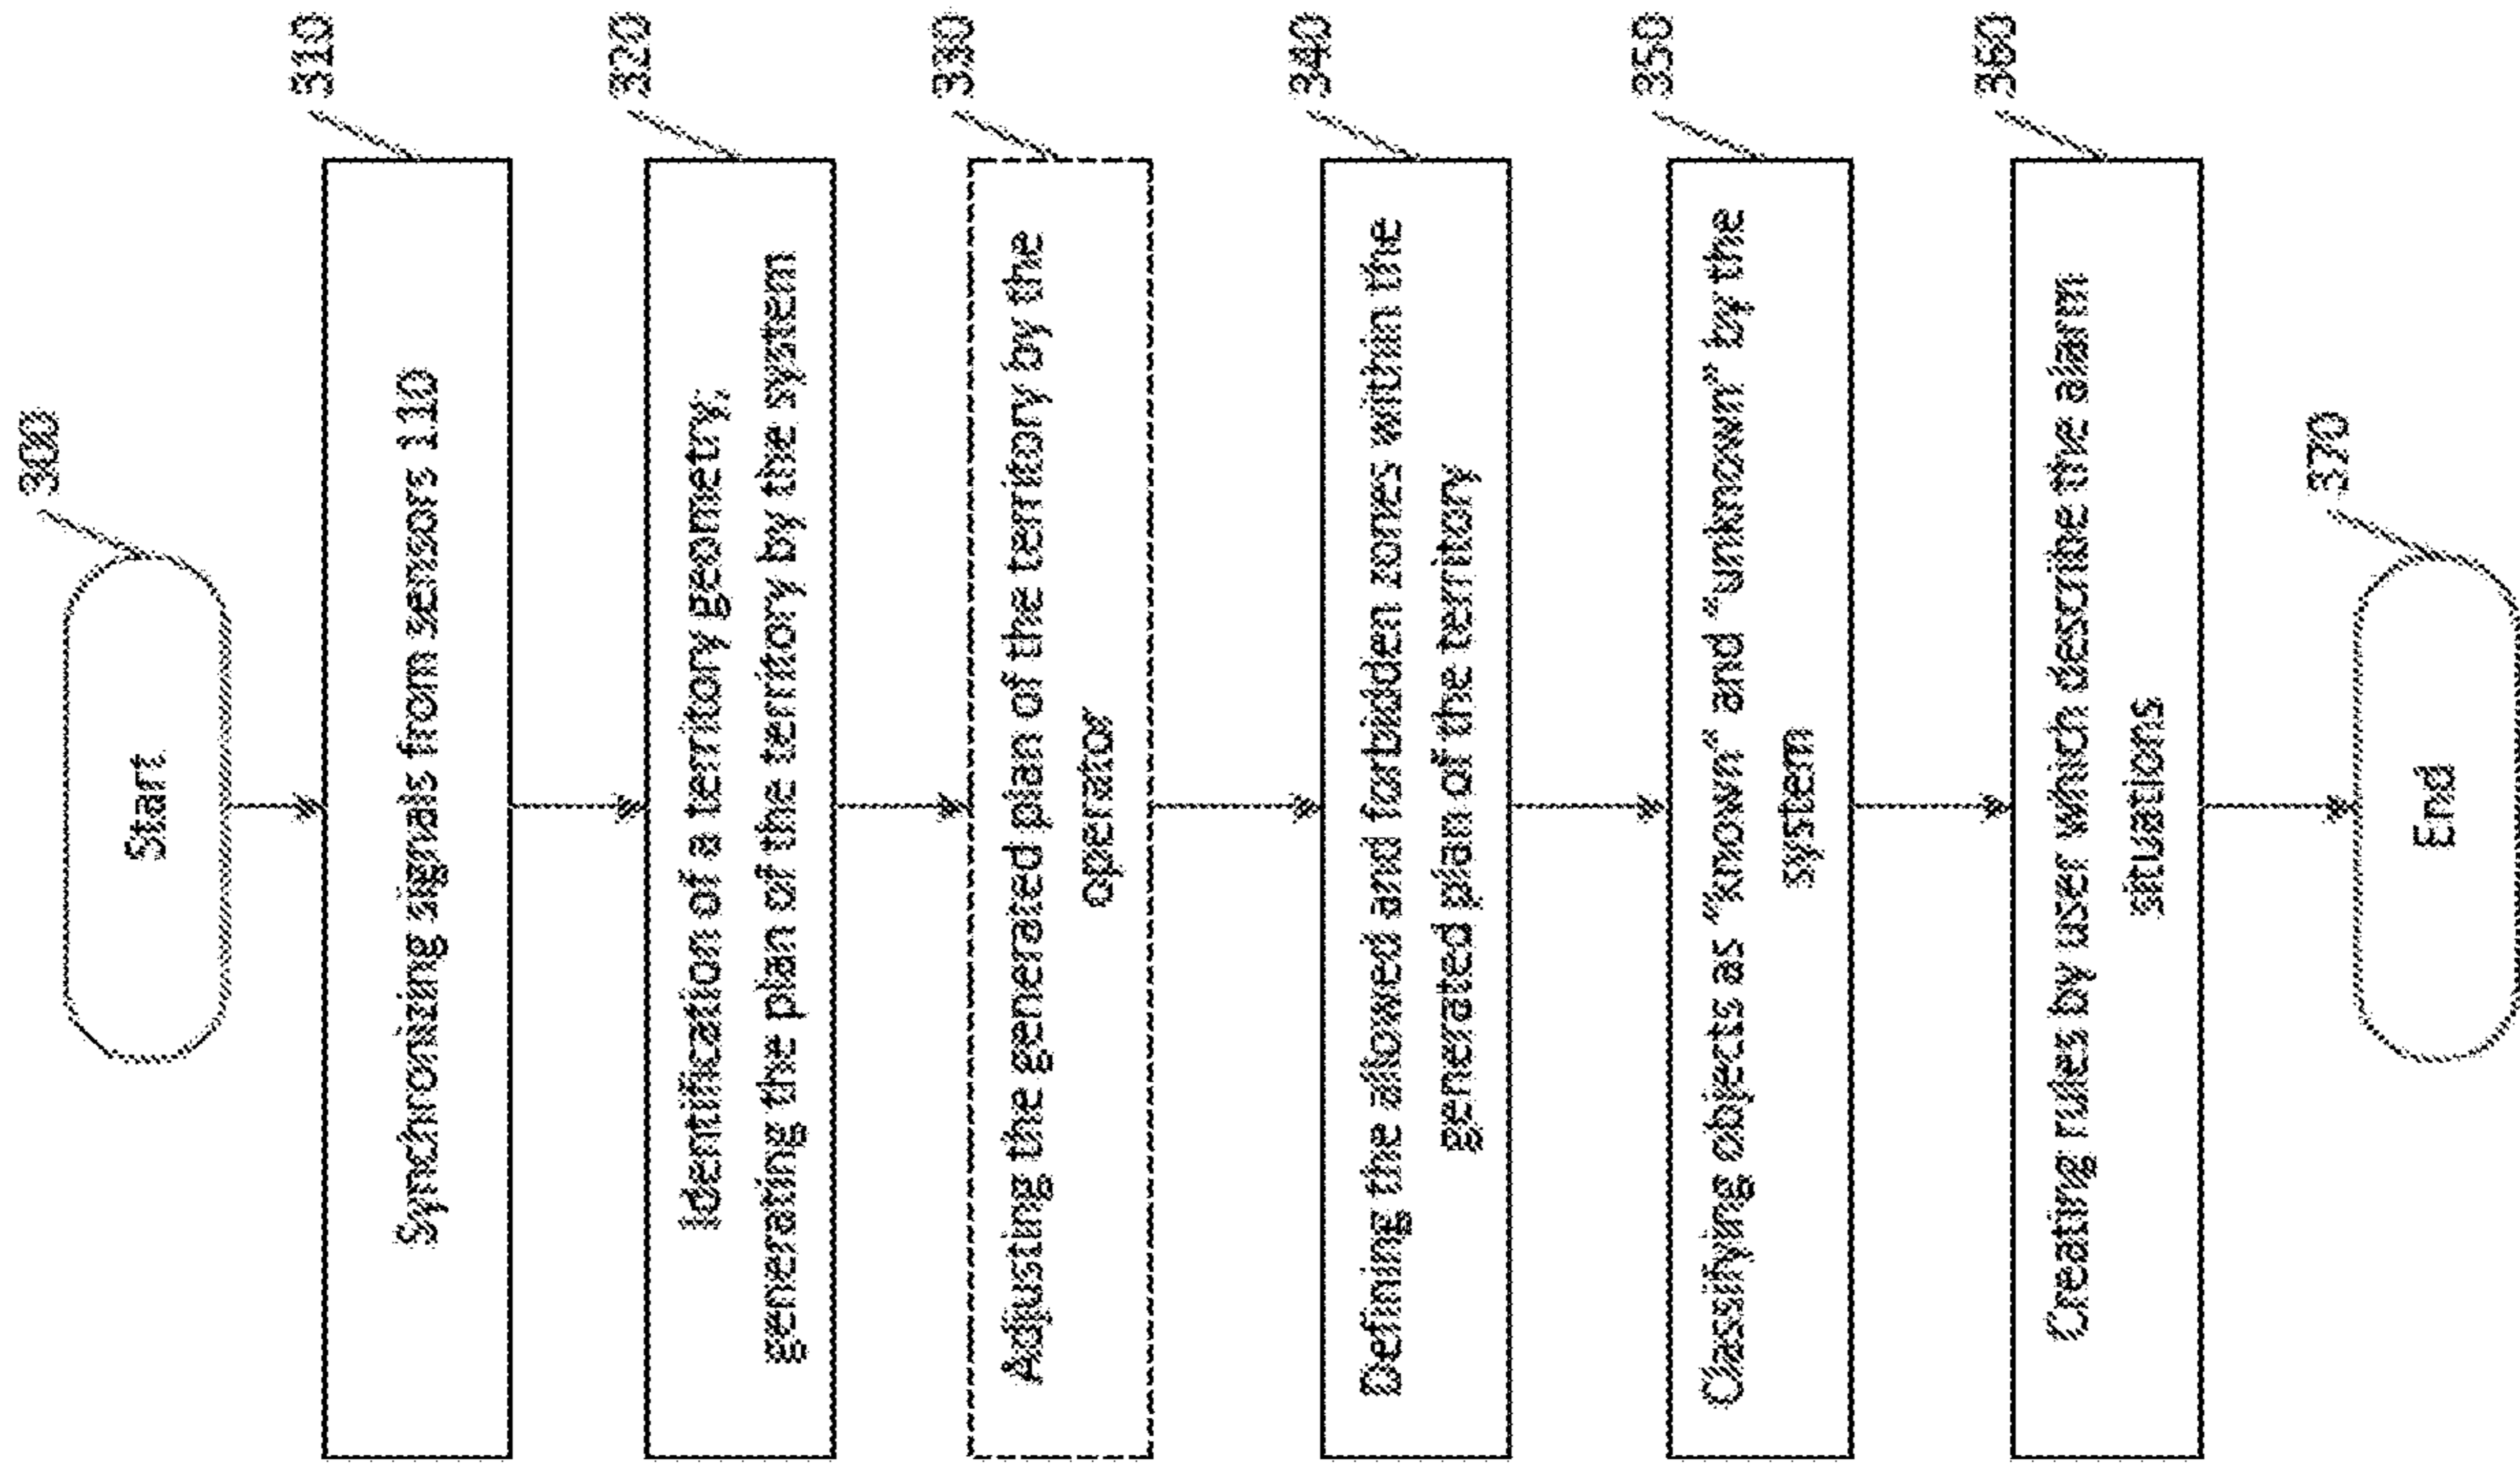 300
Start
310
Synchronizing signals from sensors 110
320
Identification of a territory geometry;
generating the plan of the territory by the system
330
Adjusting the generated plan of the territory by the
operator
340
Defining the allowed and forbidden zones within the
generated plan of the territory
350
Classifying objects as "known" and "unknown" by the
system
360
Creating rules by user which describe the alarm
situations
370
End